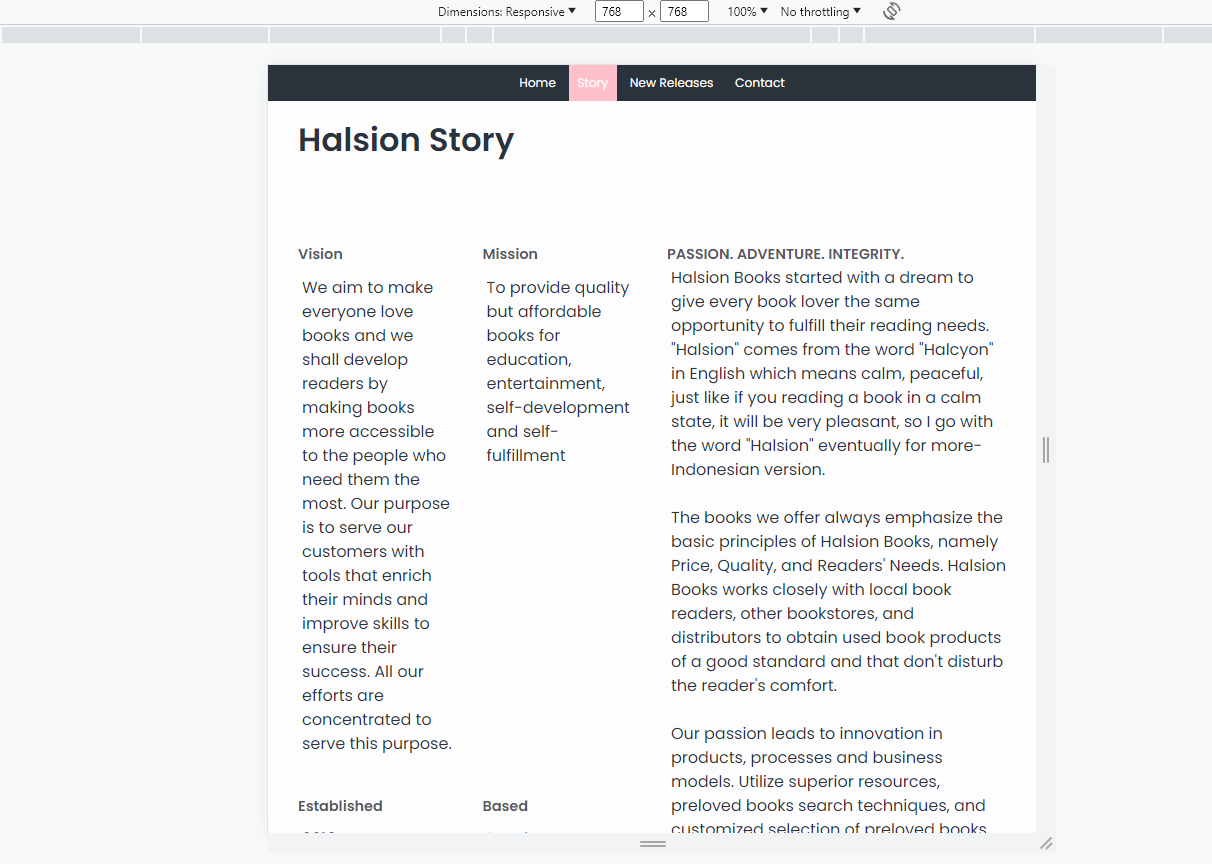 Dimensions: Responsive 768 × 768 100% No throttling
Home Story New Releases Contact
Halsion Story
Vision
We aim to make
everyone love
books and we
shall develop
readers by
making books
more accessible
to the people who
need them the
most. Our purpose
is to serve our
customers with
tools that enrich
their minds and
improve skills to
ensure their
success. All our
efforts are
concentrated to
serve this purpose.
Mission
To provide quality
but affordable
books for
education,
entertainment,
self-development
and self-
fulfillment
Established
Based
PASSION. ADVENTURE. INTEGRITY.
Halsion Books started with a dream to
give every book lover the same
opportunity to fulfill their reading needs.
"Halsion" comes from the word "Halcyon"
in English which means calm, peaceful,
just like if you reading a book in a calm
state, it will be very pleasant, so I go with
the word "Halsion" eventually for more-
Indonesian version.
The books we offer always emphasize the
basic principles of Halsion Books, namely
Price, Quality, and Readers' Needs. Halsion
Books works closely with local book
readers, other bookstores, and
distributors to obtain used book products
of a good standard and that don't disturb
the reader's comfort.
Our passion leads to innovation in
products, processes and business
models. Utilize superior resources,
preloved books search techniques, and
customized selection of preloved books